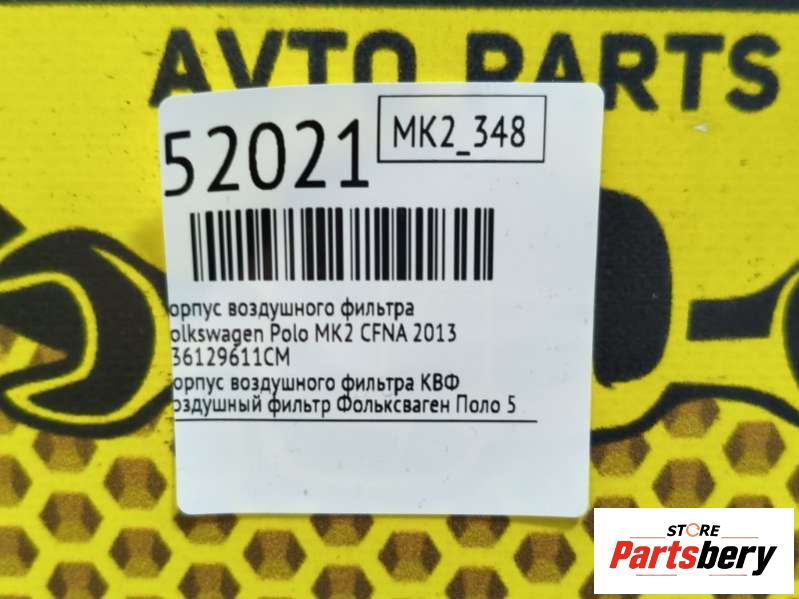 AVTO PARTS
52021
MK2_348
орпус воздушного фильтра
olkswagen Polo MK2 CFNA 2013
36129611CM
орпус воздушного фильтра КВФ
оздушный фильтр Фольксваген Поло 5
STORE
Partsbery